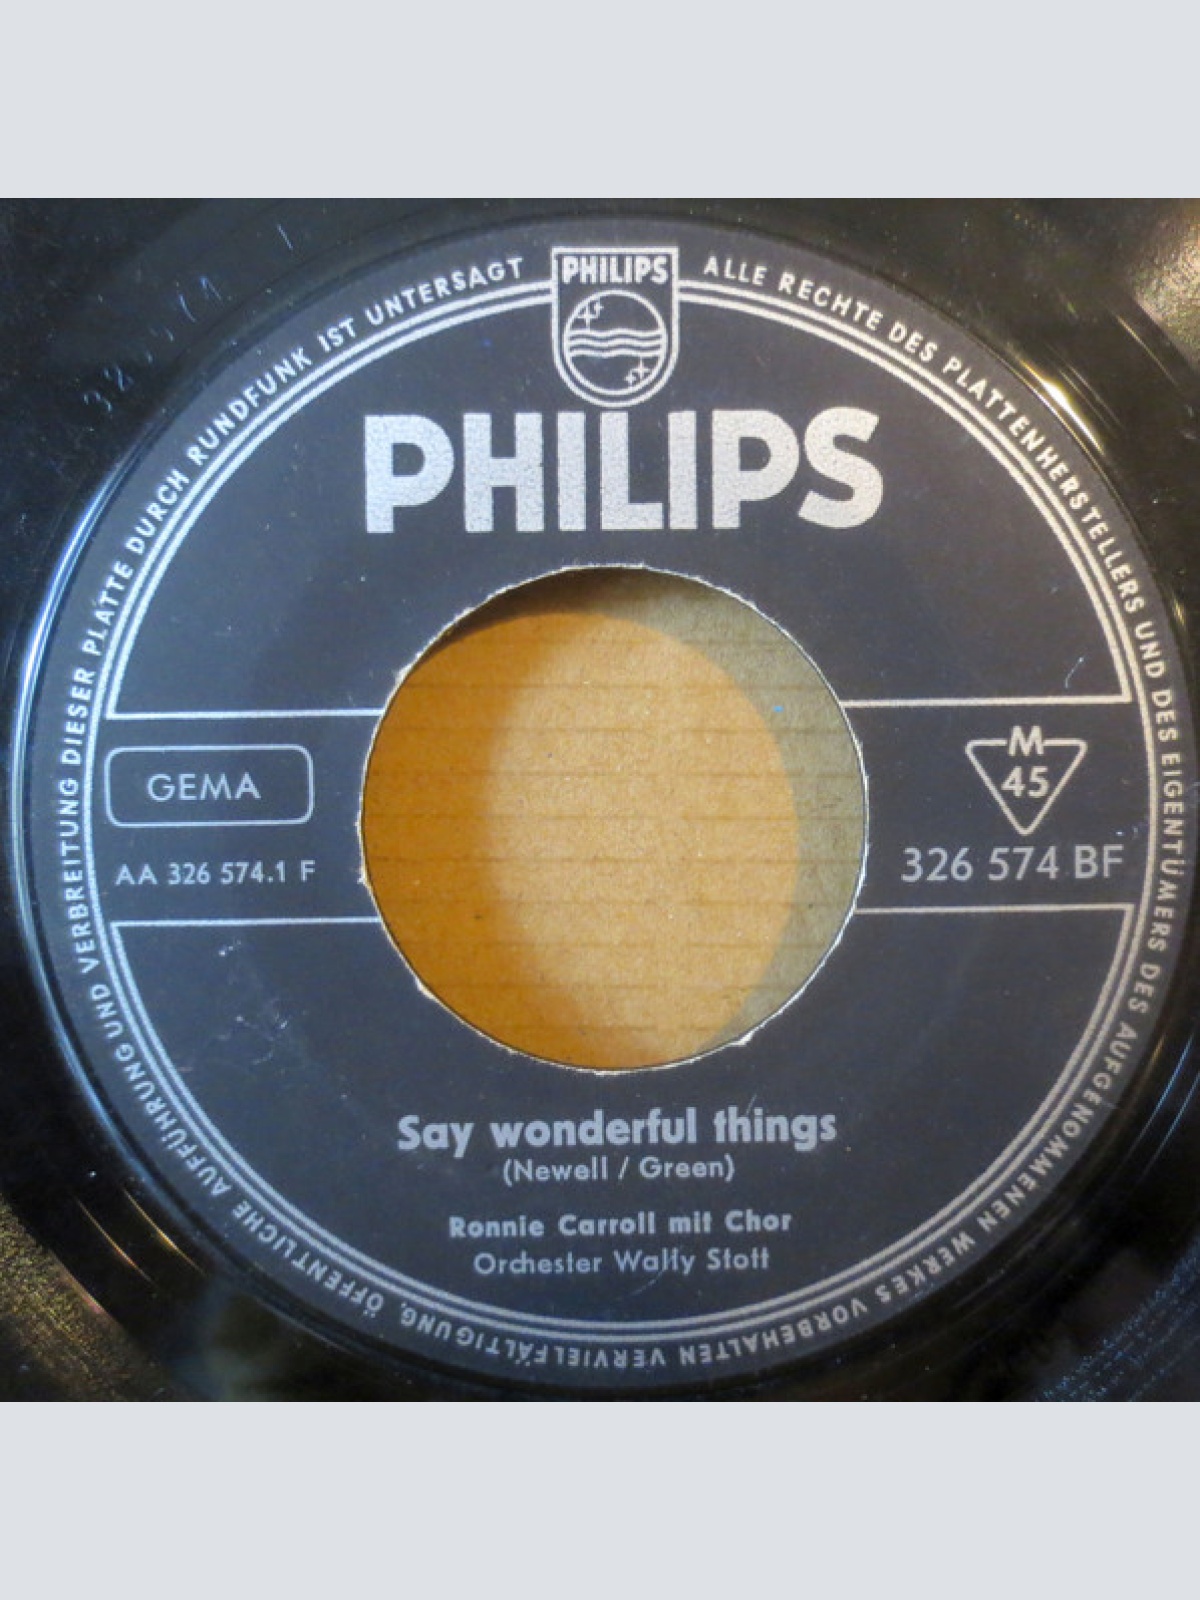 ALLE RECHTE DES PLATTENHERSTELLERS UND DES EIGENTÜMERS DES AUFGENOMMENEN WERKES VORBEHALTEN VERVIELFÄLTIGUNG, ÖFFENTLICHE AUFFÜHRUNG UND VERBREITUNG DIESER PLATTE DURCH RUNDFUNK IST UNTERSAGT
PHILIPS
PHILIPS
GEMA
M
45
AA 326 574.1 F
326 574 BF
Say wonderful things
(Newell / Green)
Ronnie Carroll mit Chor
Orchester Wally Stott